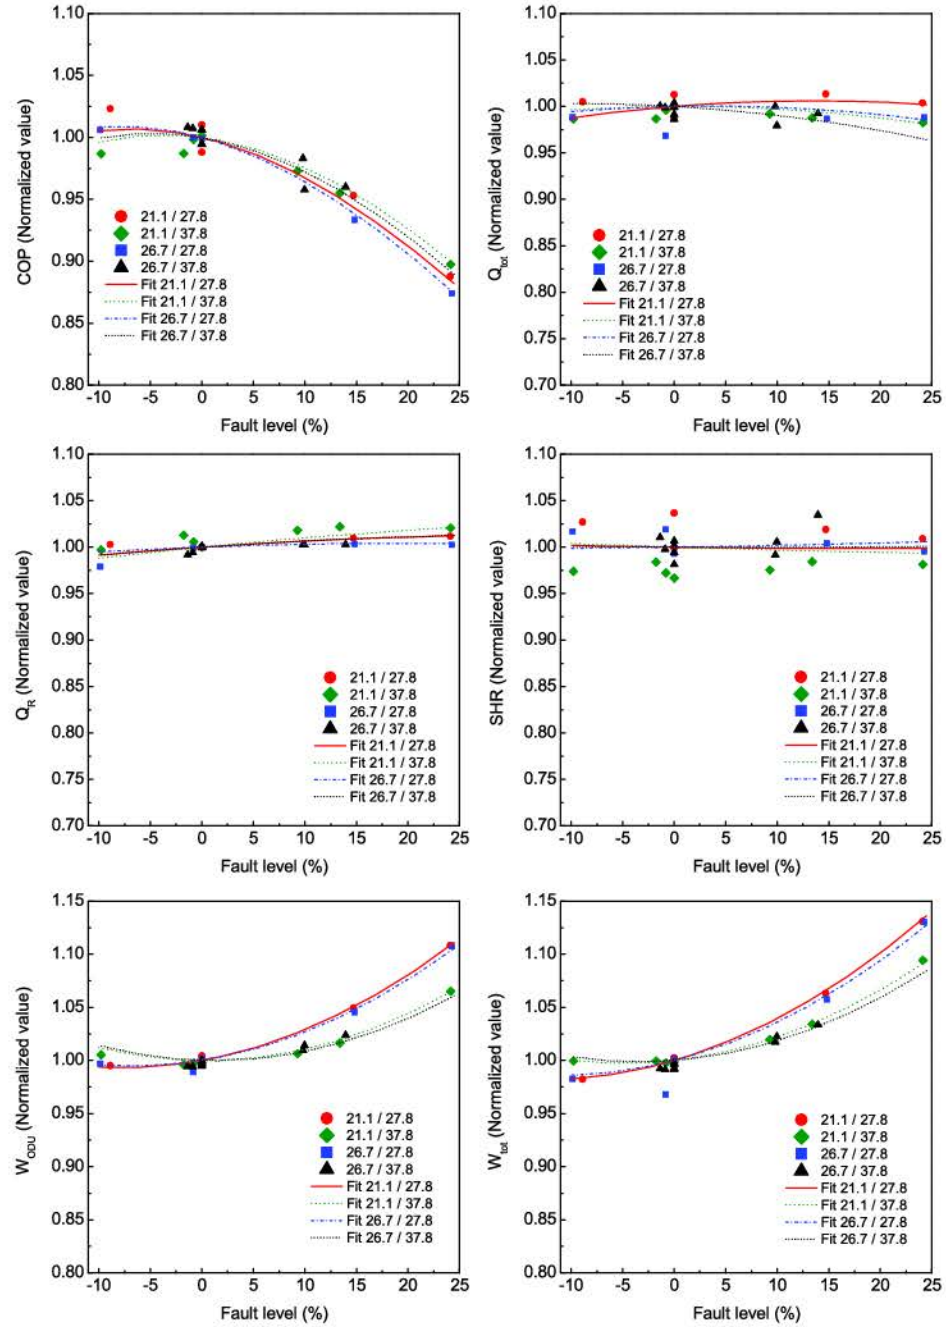 1.10
1.05
1.00
0.95
0.90
0.85
0.80
COP (Normalized value)
21.1 / 27.8
21.1 / 37.8
26.7 / 27.8
26.7 / 37.8
Fit 21.1 / 27.8
Fit 21.1 / 37.8
Fit 26.7 / 27.8
Fit 26.7 / 37.8
-10 -5 0 5 10 15 20 25
Fault level (%)
1.10
1.05
1.00
0.95
0.85
0.80
0.75
0.70
Qtot (Normalized value)
21.1 / 27.8
21.1 / 37.8
26.7 / 27.8
26.7 / 37.8
Fit 21.1 / 27.8
Fit 21.1 / 37.8
Fit 26.7 / 27.8
Fit 26.7 / 37.8
-10 -5 0 5 10 15 20 25
Fault level (%)
1.10
1.05
1.00
0.95
0.90
0.85
0.80
0.75
0.70
QR (Normalized value)
21.1 / 27.8
21.1 / 37.8
26.7 / 27.8
26.7 / 37.8
Fit 21.1 / 27.8
Fit 21.1 / 37.8
Fit 26.7 / 27.8
Fit 26.7 / 37.8
-10 -5 0 5 10 15 20 25
Fault level (%)
1.10
1.05
1.00
0.95
0.90
0.85
0.80
0.75
0.70
SHR (Normalized value)
21.1 / 27.8
21.1 / 37.8
26.7 / 27.8
26.7 / 37.8
Fit 21.1 / 27.8
Fit 21.1 / 37.8
Fit 26.7 / 27.8
Fit 26.7 / 37.8
-10 -5 0 5 10 15 20 25
Fault level (%)
1.15
1.10
1.05
1.00
0.95
0.90
0.85
0.80
WODU (Normalized value)
21.1 / 27.8
21.1 / 37.8
26.7 / 27.8
26.7 / 37.8
Fit 21.1 / 27.8
Fit 21.1 / 37.8
Fit 26.7 / 27.8
Fit 26.7 / 37.8
-10 -5 0 5 10 15 20 25
Fault level (%)
1.15
1.10
1.05
1.00
0.95
0.90
0.85
0.80
Wtot (Normalized value)
21.1 / 27.8
21.1 / 37.8
26.7 / 27.8
26.7 / 37.8
Fit 21.1 / 27.8
Fit 21.1 / 37.8
Fit 26.7 / 27.8
Fit 26.7 / 37.8
-10 -5 0 5 10 15 20 25
Fault level (%)